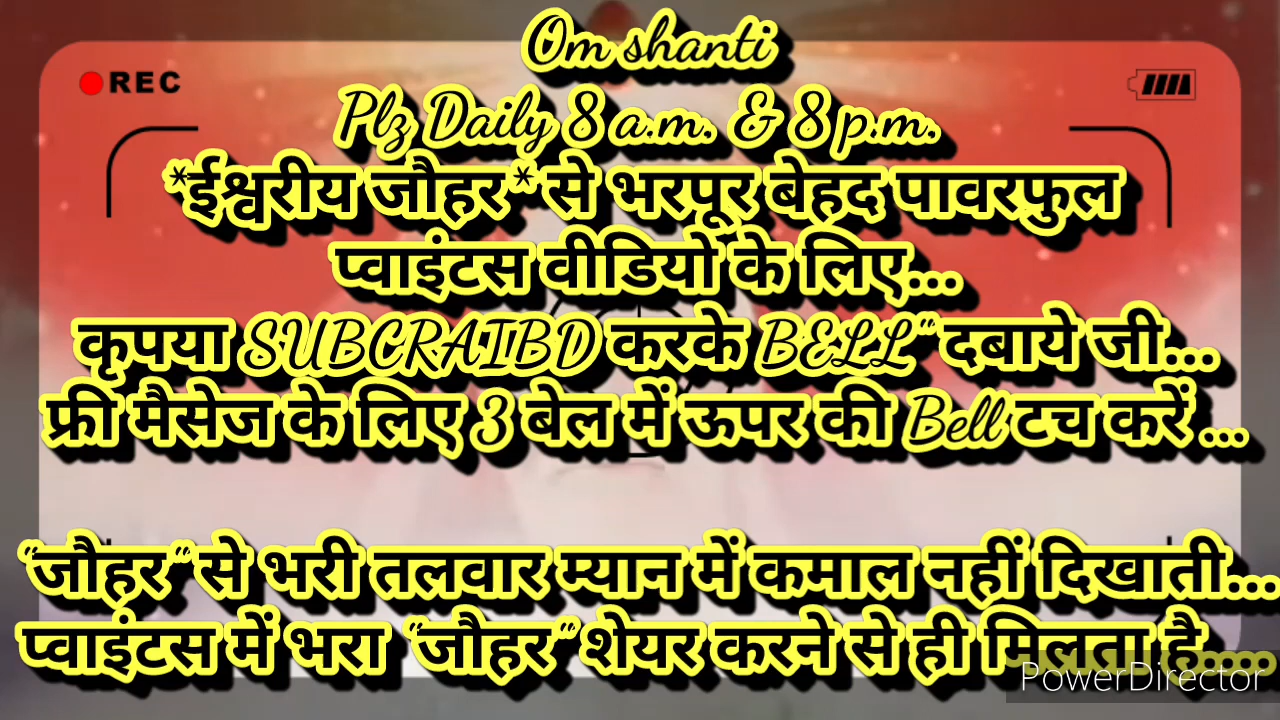 Om shanti
REC
Plz Daily 8 a.m. & 8 p.m.
*ईश्वरीय जौहर* से भरपूर बेहद पावरफुल
प्वाइंटस वीडियो के लिए...
कृपया SUBCRAIBD करके BELL" दबाये जी...
फ्री मैसेज के लिए 3 बेल में ऊपर की Bell टच करें...
"जौहर" से भरी तलवार म्यान में कमाल नहीं दिखाती...
प्वाइंटस में भरा "जौहर" शेयर करने से ही मिलता है....
PowerDirector